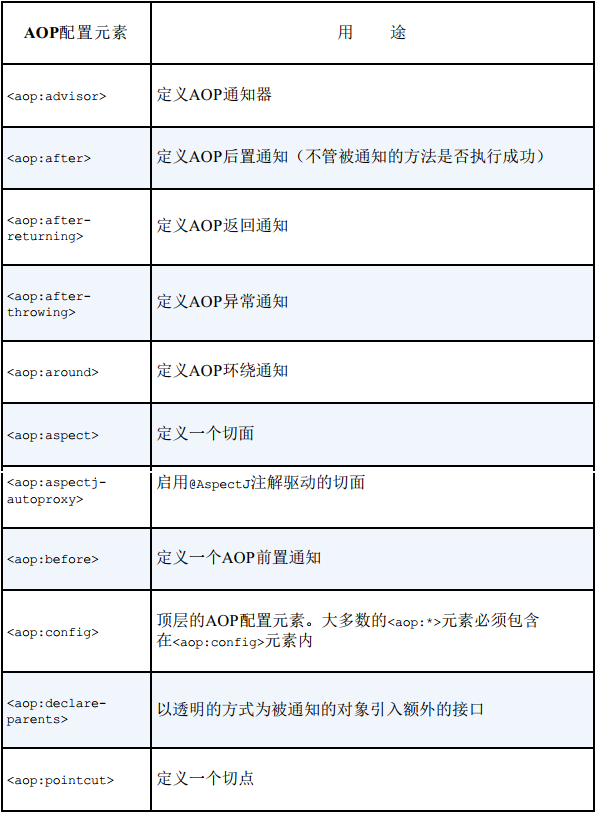 AOP配置元素
用 途
<aop:advisor>
定义AOP通知器
<aop:after>
定义AOP后置通知（不管被通知的方法是否执行成功）
<aop:after-
returning>
定义AOP返回通知
<aop:after-
throwing>
定义AOP异常通知
<aop:around>
定义AOP环绕通知
<aop:aspect>
定义一个切面
<aop:aspectj-
autoproxy>
启用@AspectJ注解驱动的切面
<aop:before>
定义一个AOP前置通知
<aop:config>
顶层的AOP配置元素。大多数的<aop:*>元素必须包含
在<aop:config>元素内
<aop:declare-
parents>
以透明的方式为被通知的对象引入额外的接口
<aop:pointcut>
定义一个切点